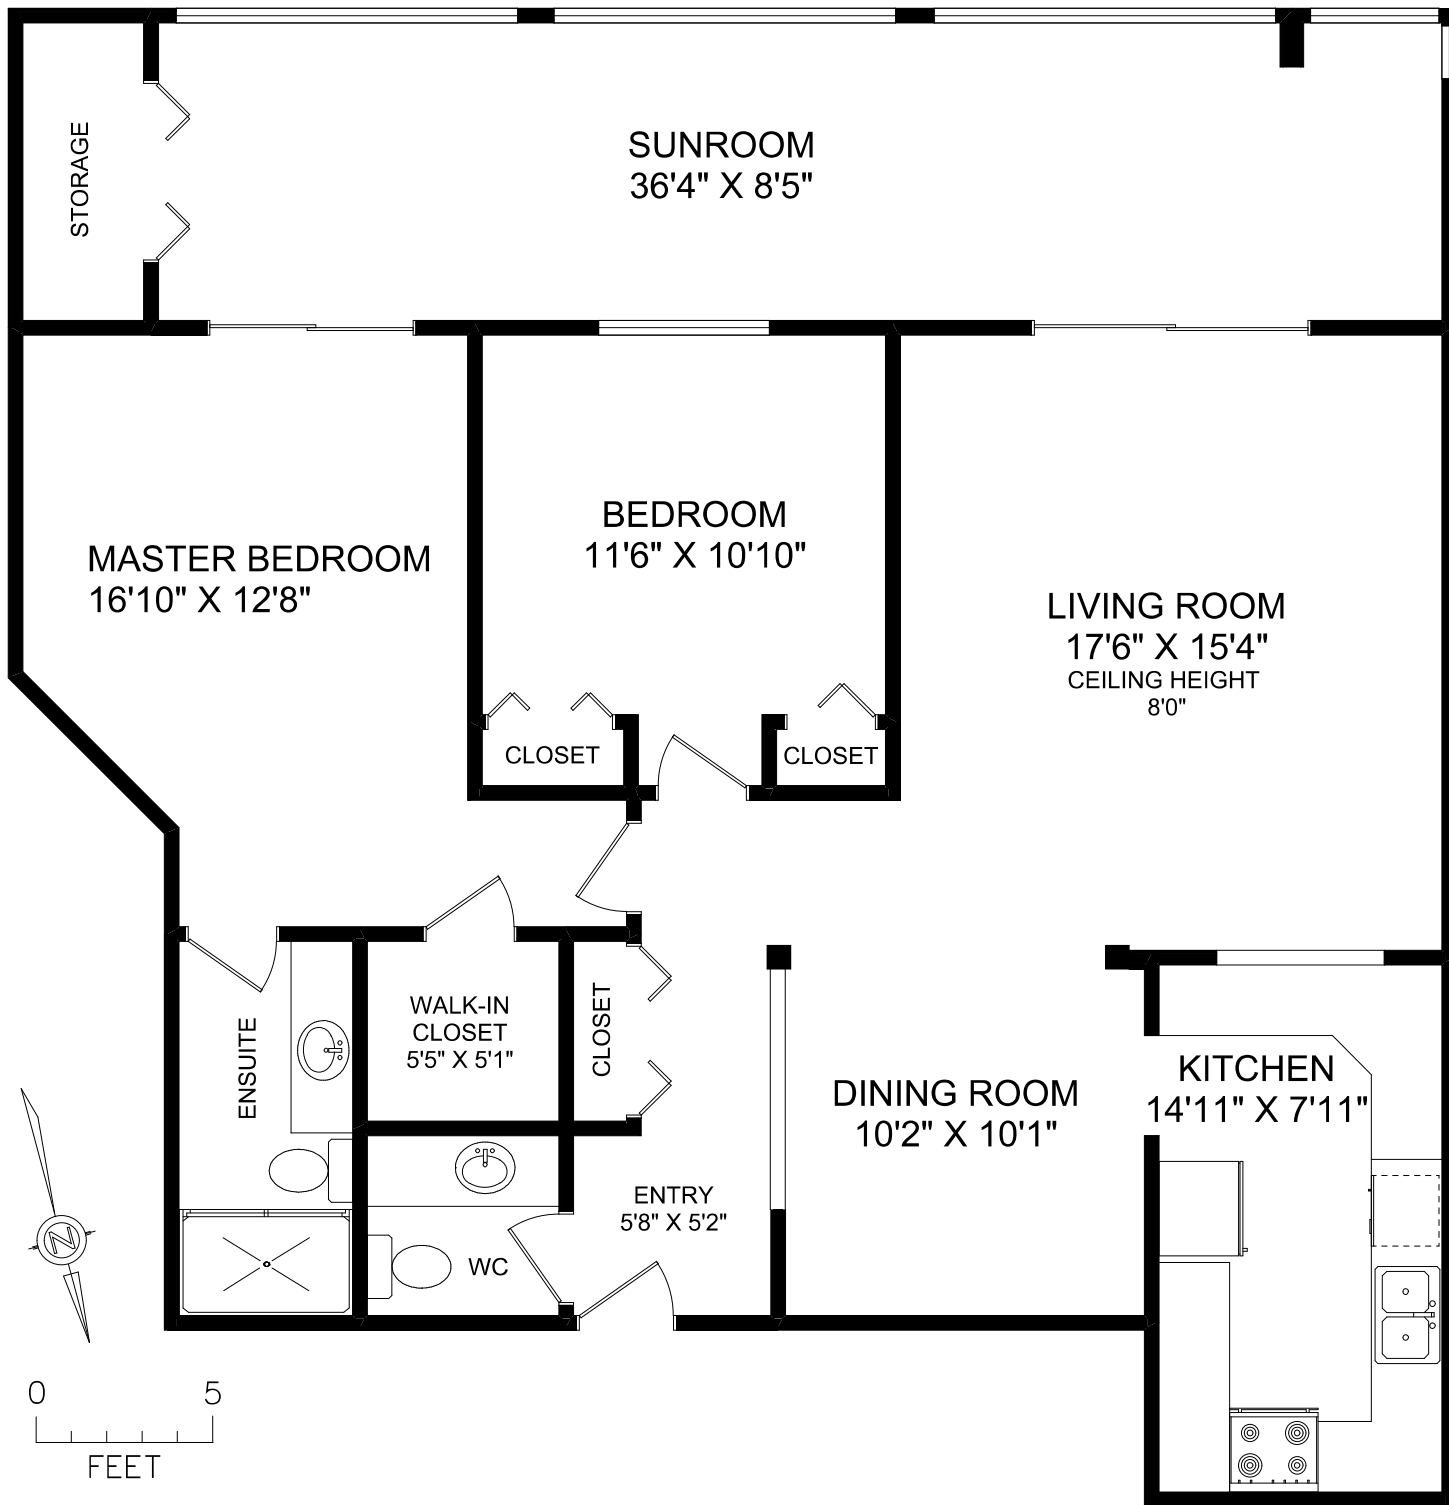 STORAGE
SUNROOM
36'4" X 8'5"
BEDROOM
11'6" X 10'10"
MASTER BEDROOM
16'10" X 12'8"
LIVING ROOM
17'6" X 15'4"
CEILING HEIGHT
8'0"
CLOSET
CLOSET
WALK-IN
CLOSET
5'5" X 5'1"
CLOSET
ENSUITE
KITCHEN
14'11" X 7'11"
DINING ROOM
10'2" X 10'1"
ENTRY
5'8" X 5'2"
WC
N
0 5
FEET